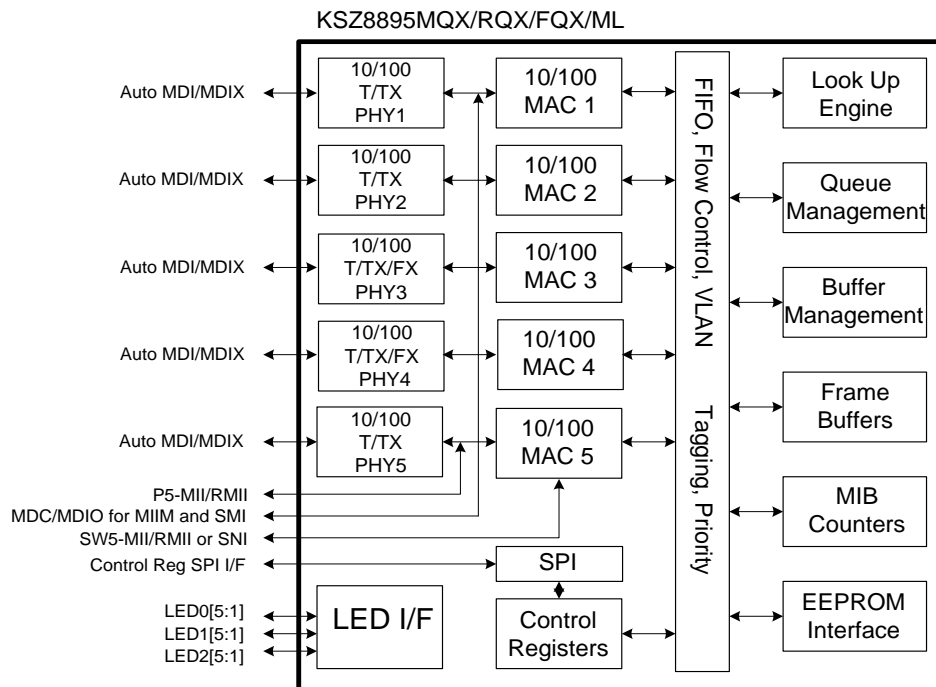 KSZ8895MQX/RQX/FQX/ML
Auto MDI/MDIX
10/100
T/TX
PHY1
10/100
MAC 1
Look Up
Engine
Auto MDI/MDIX
10/100
T/TX
PHY2
10/100
MAC 2
Queue
Management
Auto MDI/MDIX
10/100
T/TX/FX
PHY3
10/100
MAC 3
Buffer
Management
Auto MDI/MDIX
10/100
T/TX/FX
PHY4
10/100
MAC 4
Frame
Buffers
Auto MDI/MDIX
10/100
T/TX
PHY5
10/100
MAC 5
FIFO, Flow Control, VLAN Tagging, Priority
P5-MII/RMII
MDC/MDIO for MIIM and SMI
SW5-MII/RMII or SNI
MIB
Counters
Control Reg SPI I/F
SPI
LED0[5:1]
LED1[5:1]
LED2[5:1]
LED I/F
Control
Registers
EEPROM
Interface